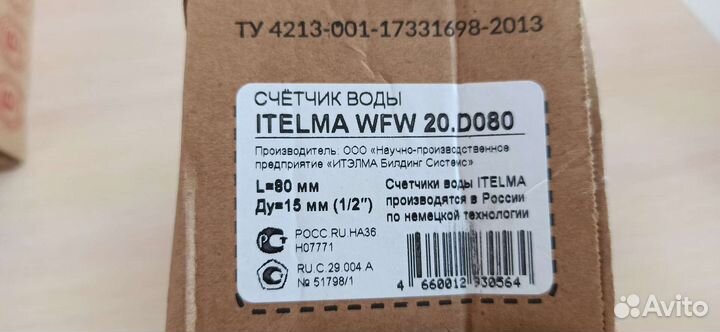 ТУ 4213-001-17331698-2013
СЧЁТЧИК ВОДЫ
ITELMA WFW 20.D080
Производитель: ООО «Научно-производственное
предприятие «ИТЭЛМА Билдинг Системс»
L=80 мм
Ду=15 мм (1/2")
Счетчики воды ITELMA
производятся в России
по немецкой технологии
РОСС RU.НА36
Н07771
RU.C.29.004.A
№ 51798/1
4 660012 930564
Avito